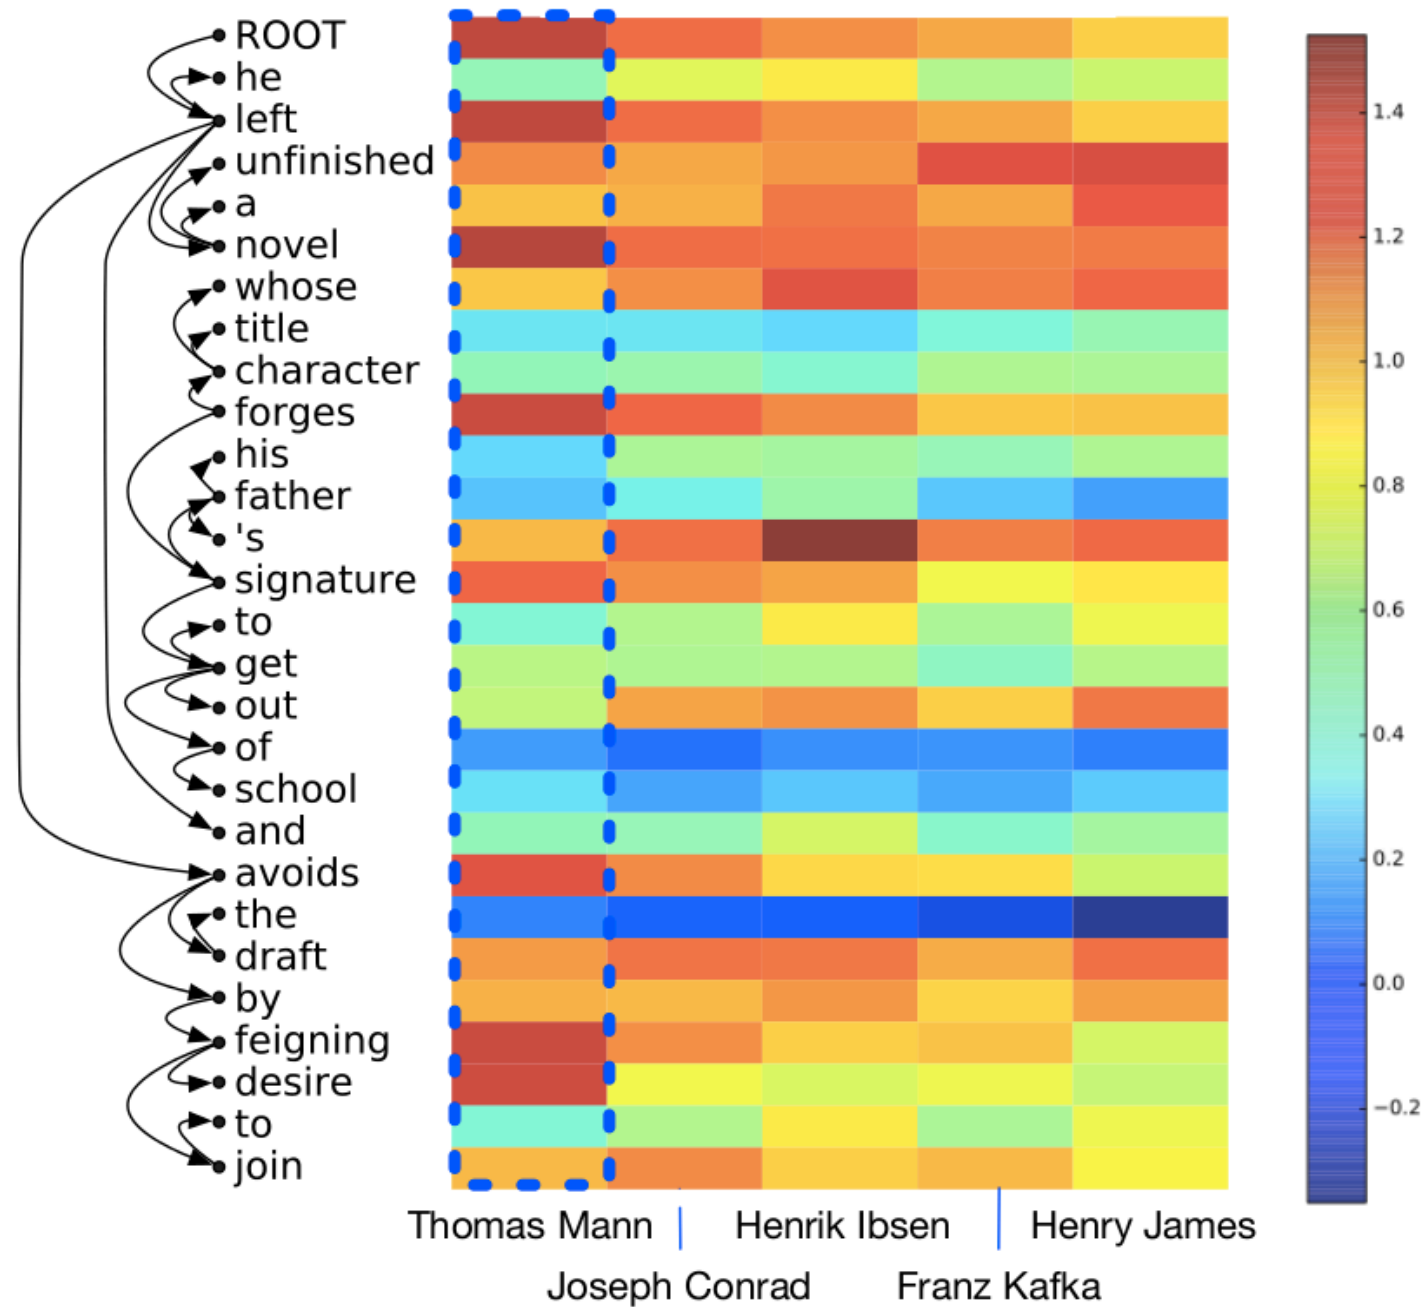 ROOT
he
left
unfinished
a
novel
whose
title
character
forges
his
father
's
signature
to
get
out
of
school
and
avoids
the
draft
by
feigning
desire
to
join
Thomas Mann
Henrik Ibsen
Henry James
Joseph Conrad
Franz Kafka
1.4
1.2
1.0
0.8
0.6
0.4
0.2
0.0
−0.2